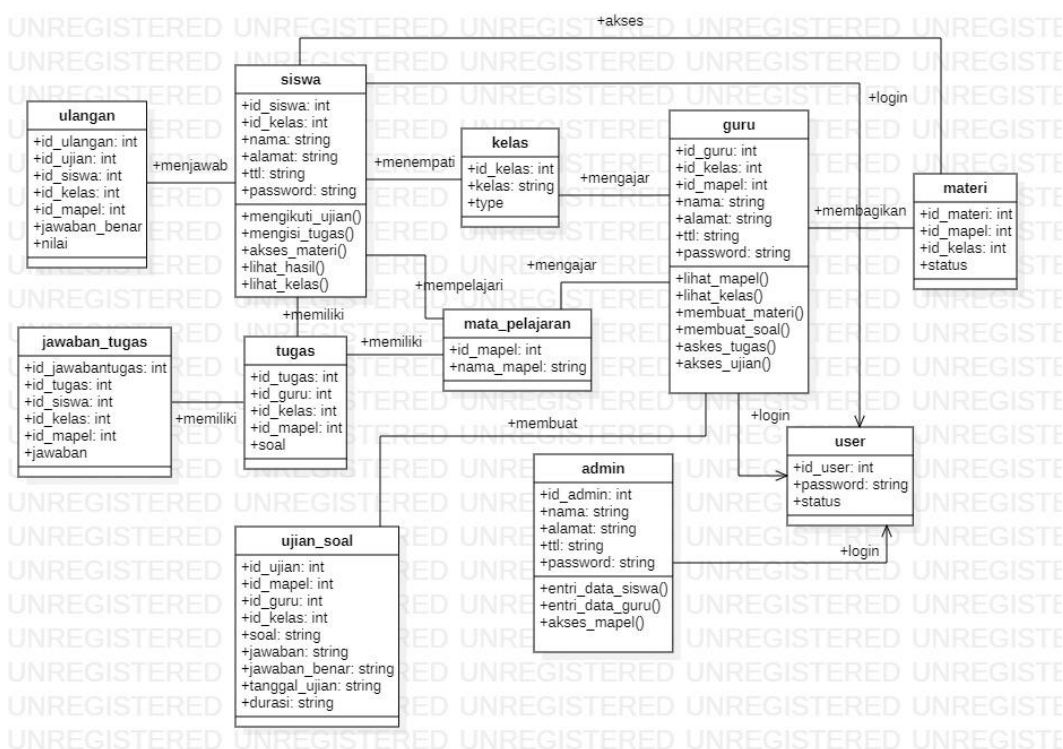 UNREGISTERED UNREGISTERED UNREGISTERED UNREGISTERED UNREGISTERED
+akses
siswa
+id_siswa: int
+id_kelas: int
+nama: string
+alamat: string
+ttl: string
+password: string
+mengikuti_ujian()
+mengisi_tugas()
+akses_materi()
+lihat_hasil()
+lihat_kelas()
+login
ulangan
+id_ulangan: int
+id_ujian: int
+id_siswa: int
+id_kelas: int
+id_mapel: int
+jawaban_benar
+nilai
+menjawab
+menempati
kelas
+id_kelas: int
+kelas: string
+type
+mengajar
guru
+id_guru: int
+id_kelas: int
+id_mapel: int
+nama: string
+alamat: string
+ttl: string
+password: string
+lihat_mapel()
+lihat_kelas()
+membuat_materi()
+membuat_soal()
+askes_tugas()
+akses_ujian()
+membagikan
materi
+id_materi: int
+id_mapel: int
+id_kelas: int
+status
+mengajar
+mempelajari
+memiliki
mata_pelajaran
+id_mapel: int
+nama_mapel: string
+memiliki
jawaban_tugas
+id_jawabantugas: int
+id_tugas: int
+id_siswa: int
+id_kelas: int
+id_mapel: int
+jawaban
+memiliki
tugas
+id_tugas: int
+id_guru: int
+id_kelas: int
+id_mapel: int
+soal
+membuat
+login
user
+id_user: int
+password: string
+status
admin
+id_admin: int
+nama: string
+alamat: string
+ttl: string
+password: string
+entri_data_siswa()
+entri_data_guru()
+akses_mapel()
+login
ujian_soal
+id_ujian: int
+id_mapel: int
+id_guru: int
+id_kelas: int
+soal: string
+jawaban: string
+jawaban_benar: string
+tanggal_ujian: string
+durasi: string